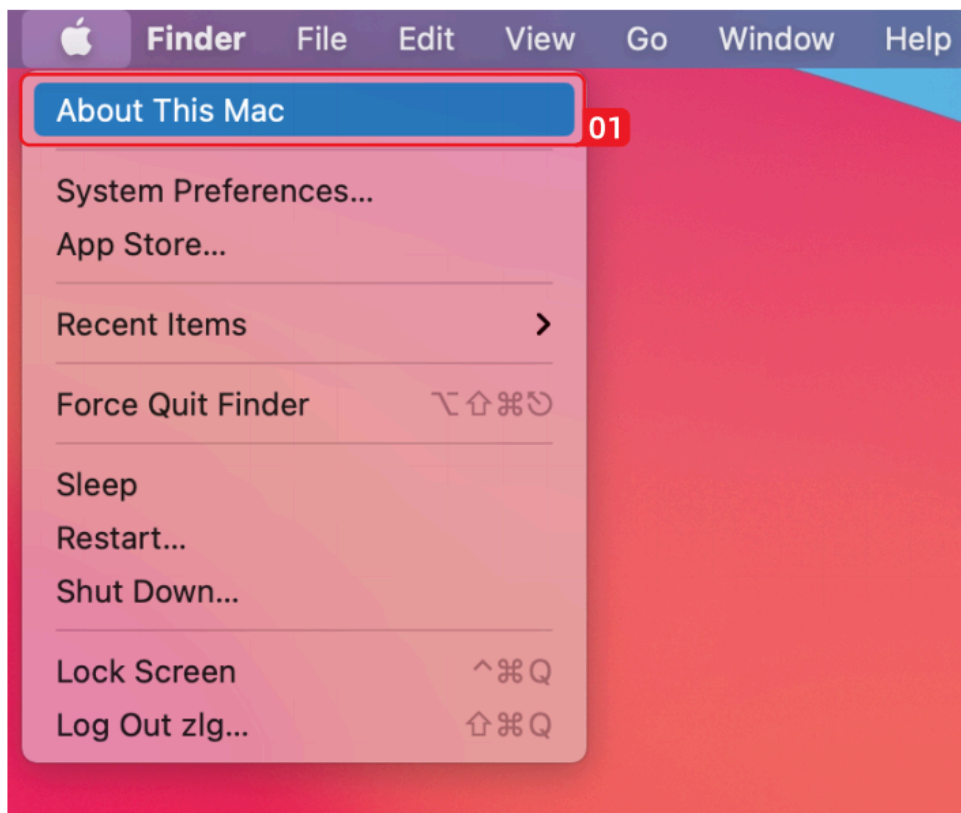 Finder File Edit View Go Window Help
About This Mac
01
System Preferences...
App Store...
Recent Items
Force Quit Finder ⌥⇧⌘⎋
Sleep
Restart...
Shut Down...
Lock Screen ^⌘Q
Log Out zlg... ⇧⌘Q